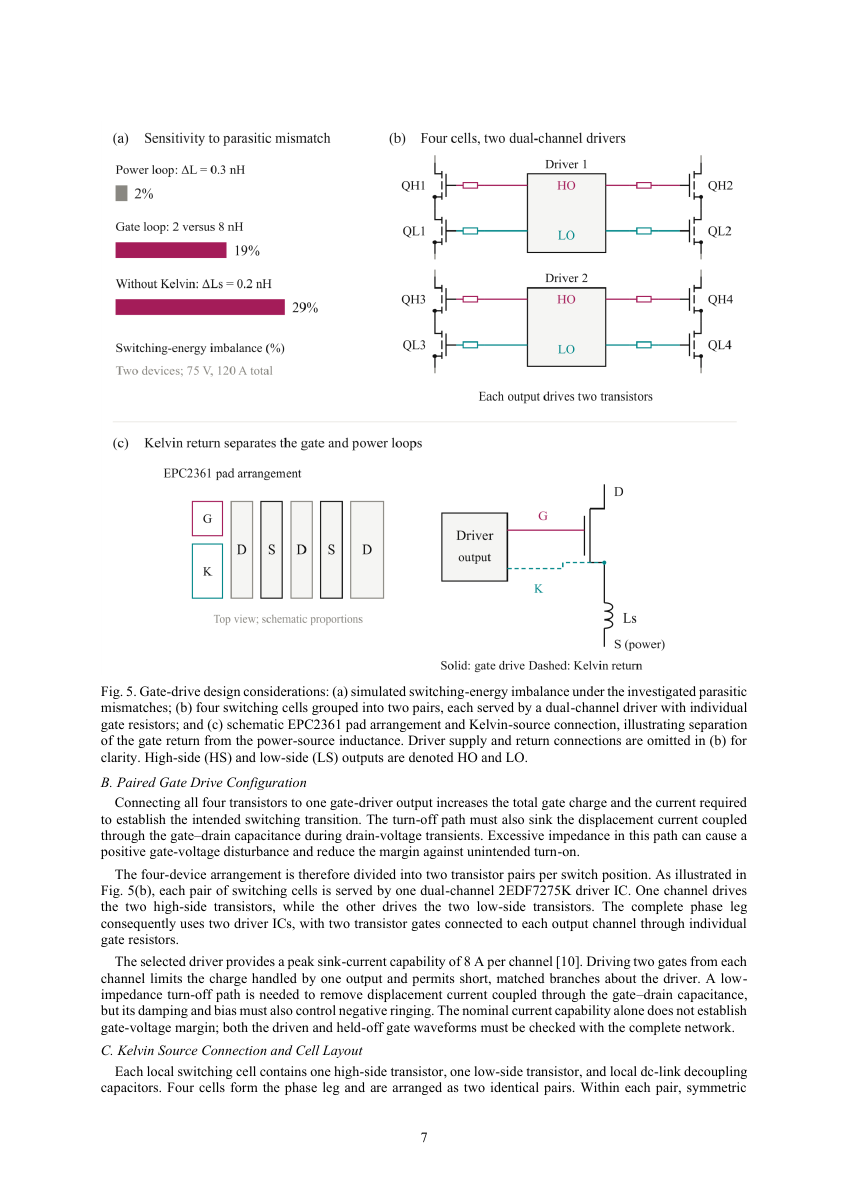 (a) Sensitivity to parasitic mismatch
Power loop: ΔL = 0.3 nH
2%
Gate loop: 2 versus 8 nH
19%
Without Kelvin: ΔLs = 0.2 nH
29%
Switching-energy imbalance (%)
Two devices; 75 V, 120 A total
(b) Four cells, two dual-channel drivers
Driver 1
QH1 HO QH2
QL1 LO QL2
Driver 2
QH3 HO QH4
QL3 LO QL4
Each output drives two transistors
(c) Kelvin return separates the gate and power loops
EPC2361 pad arrangement
G
K
D S D S D
Top view; schematic proportions
D
G
Driver
output
K
Ls
S (power)
Solid: gate drive Dashed: Kelvin return
Fig. 5. Gate-drive design considerations: (a) simulated switching-energy imbalance under the investigated parasitic
mismatches; (b) four switching cells grouped into two pairs, each served by a dual-channel driver with individual
gate resistors; and (c) schematic EPC2361 pad arrangement and Kelvin-source connection, illustrating separation
of the gate return from the power-source inductance. Driver supply and return connections are omitted in (b) for
clarity. High-side (HS) and low-side (LS) outputs are denoted HO and LO.
B. Paired Gate Drive Configuration
Connecting all four transistors to one gate-driver output increases the total gate charge and the current required
to establish the intended switching transition. The turn-off path must also sink the displacement current coupled
through the gate–drain capacitance during drain-voltage transients. Excessive impedance in this path can cause a
positive gate-voltage disturbance and reduce the margin against unintended turn-on.
The four-device arrangement is therefore divided into two transistor pairs per switch position. As illustrated in
Fig. 5(b), each pair of switching cells is served by one dual-channel 2EDF7275K driver IC. One channel drives
the two high-side transistors, while the other drives the two low-side transistors. The complete phase leg
consequently uses two driver ICs, with two transistor gates connected to each output channel through individual
gate resistors.
The selected driver provides a peak sink-current capability of 8 A per channel [10]. Driving two gates from each
channel limits the charge handled by one output and permits short, matched branches about the driver. A low-
impedance turn-off path is needed to remove displacement current coupled through the gate–drain capacitance,
but its damping and bias must also control negative ringing. The nominal current capability alone does not establish
gate-voltage margin; both the driven and held-off gate waveforms must be checked with the complete network.
C. Kelvin Source Connection and Cell Layout
Each local switching cell contains one high-side transistor, one low-side transistor, and local dc-link decoupling
capacitors. Four cells form the phase leg and are arranged as two identical pairs. Within each pair, symmetric
7